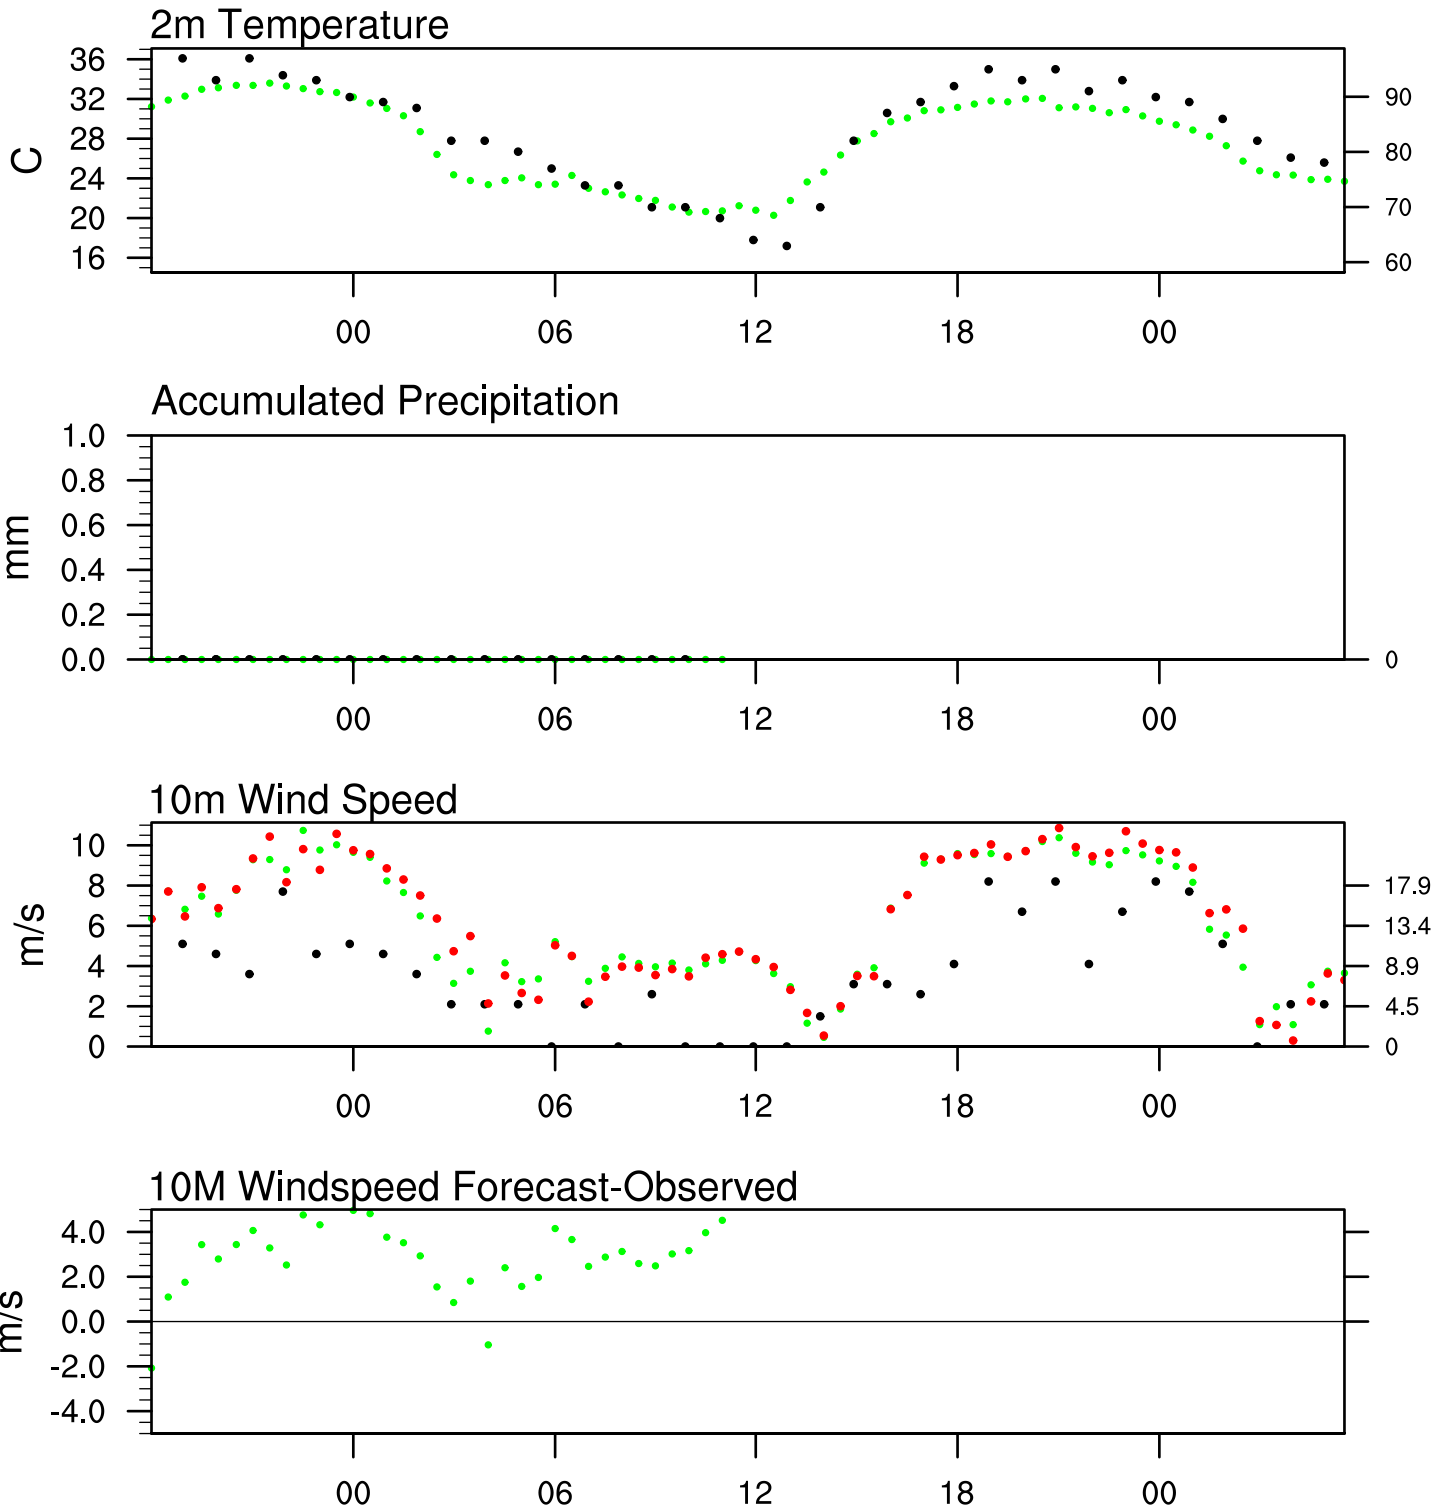 2m Temperature
36
32
28
24
20
16
C
90
80
70
60
00 06 12 18 00
Accumulated Precipitation
1.0
0.8
0.6
0.4
0.2
0.0
mm
0
00 06 12 18 00
10m Wind Speed
10
8
6
4
2
0
m/s
17.9
13.4
8.9
4.5
0
00 06 12 18 00
10M Windspeed Forecast-Observed
4.0
2.0
0.0
-2.0
-4.0
m/s
00 06 12 18 00